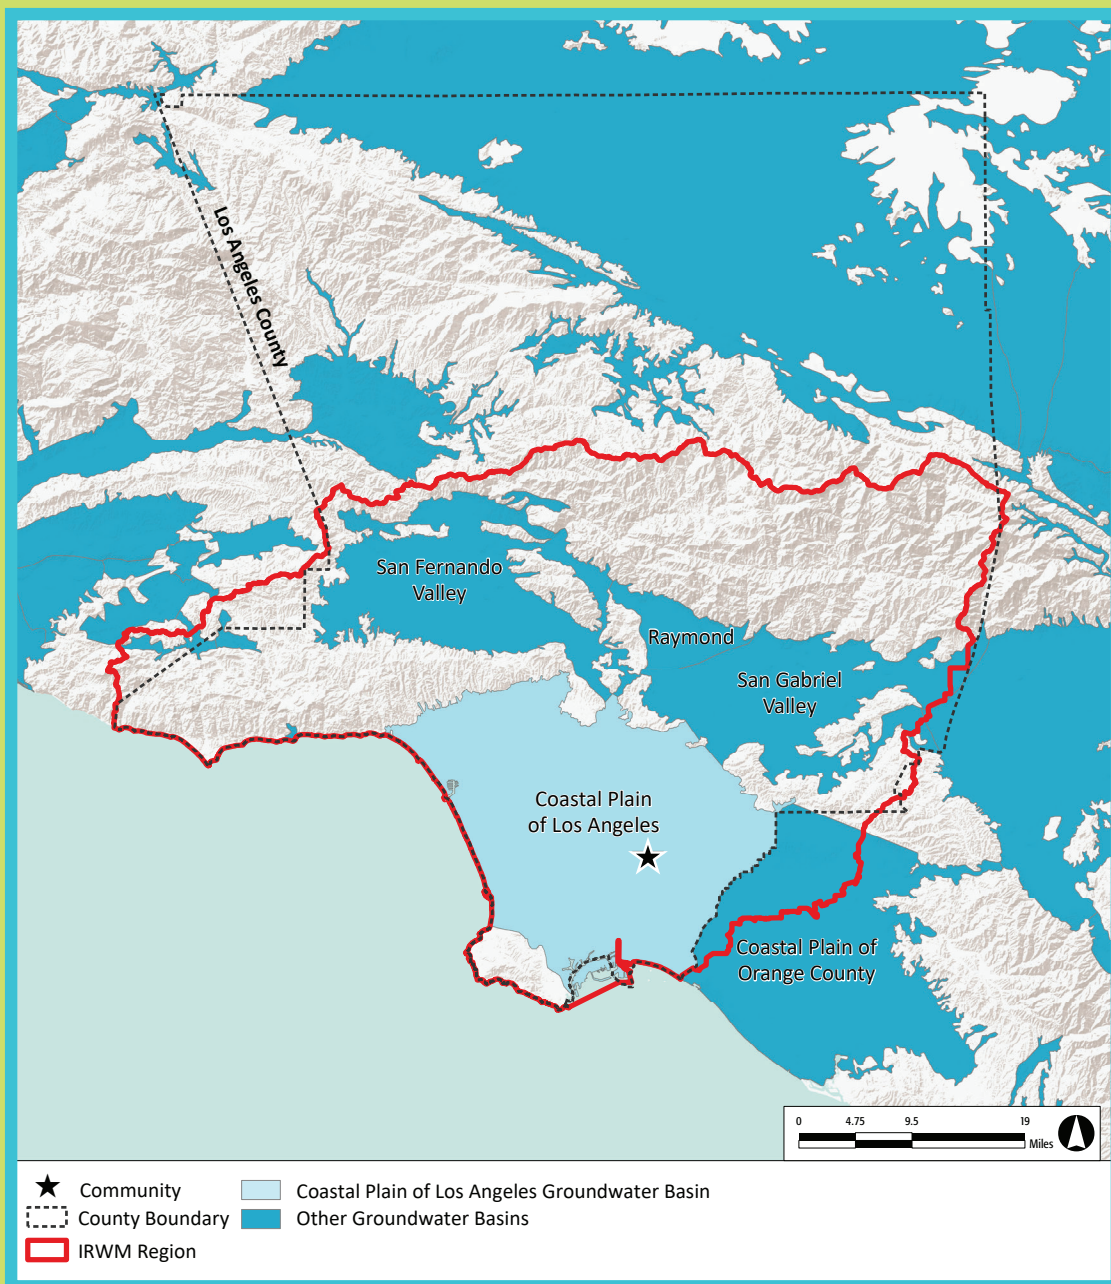 Los Angeles County
San Fernando
Valley
Raymond
San Gabriel
Valley
Coastal Plain
of Los Angeles
Coastal Plain of
Orange County
0 4.75 9.5 19
Miles
Community
County Boundary
IRWM Region
Coastal Plain of Los Angeles Groundwater Basin
Other Groundwater Basins